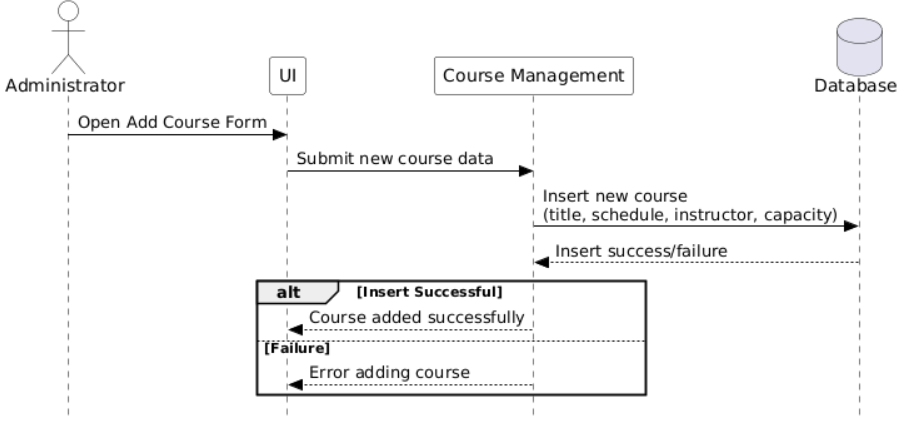 Administrator
UI
Course Management
Database
Open Add Course Form
Submit new course data
Insert new course
(title, schedule, instructor, capacity)
Insert success/failure
alt [Insert Successful]
Course added successfully
[Failure]
Error adding course